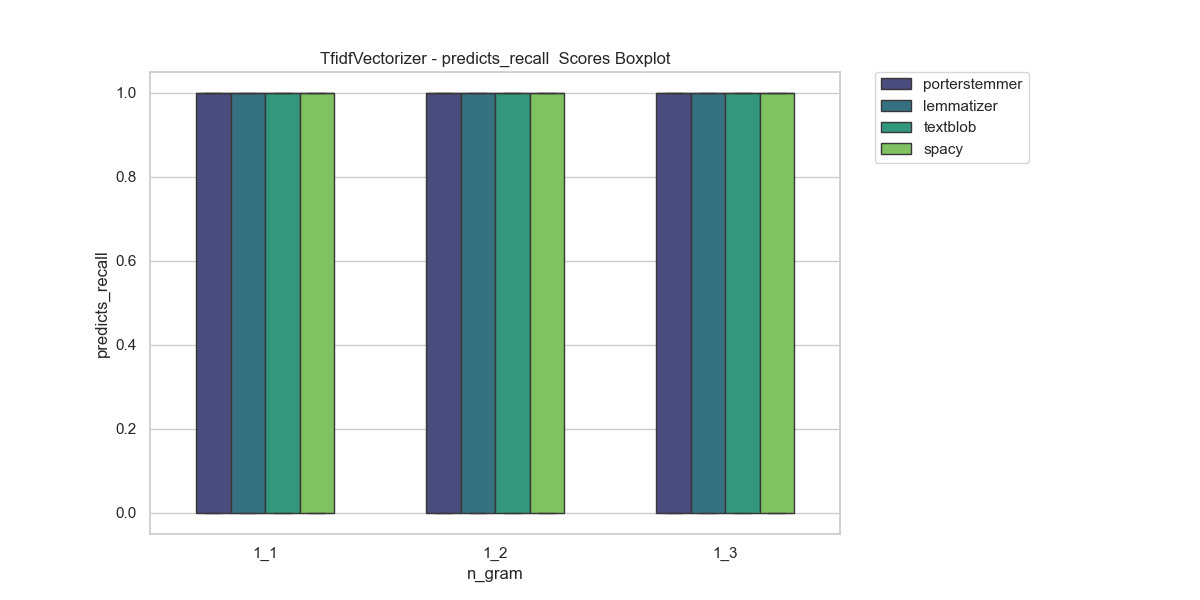 TfidfVectorizer - predicts_recall  Scores Boxplot
porterstemmer
lemmatizer
textblob
spacy
predicts_recall
1.0
0.8
0.6
0.4
0.2
0.0
1_1
1_2
1_3
n_gram